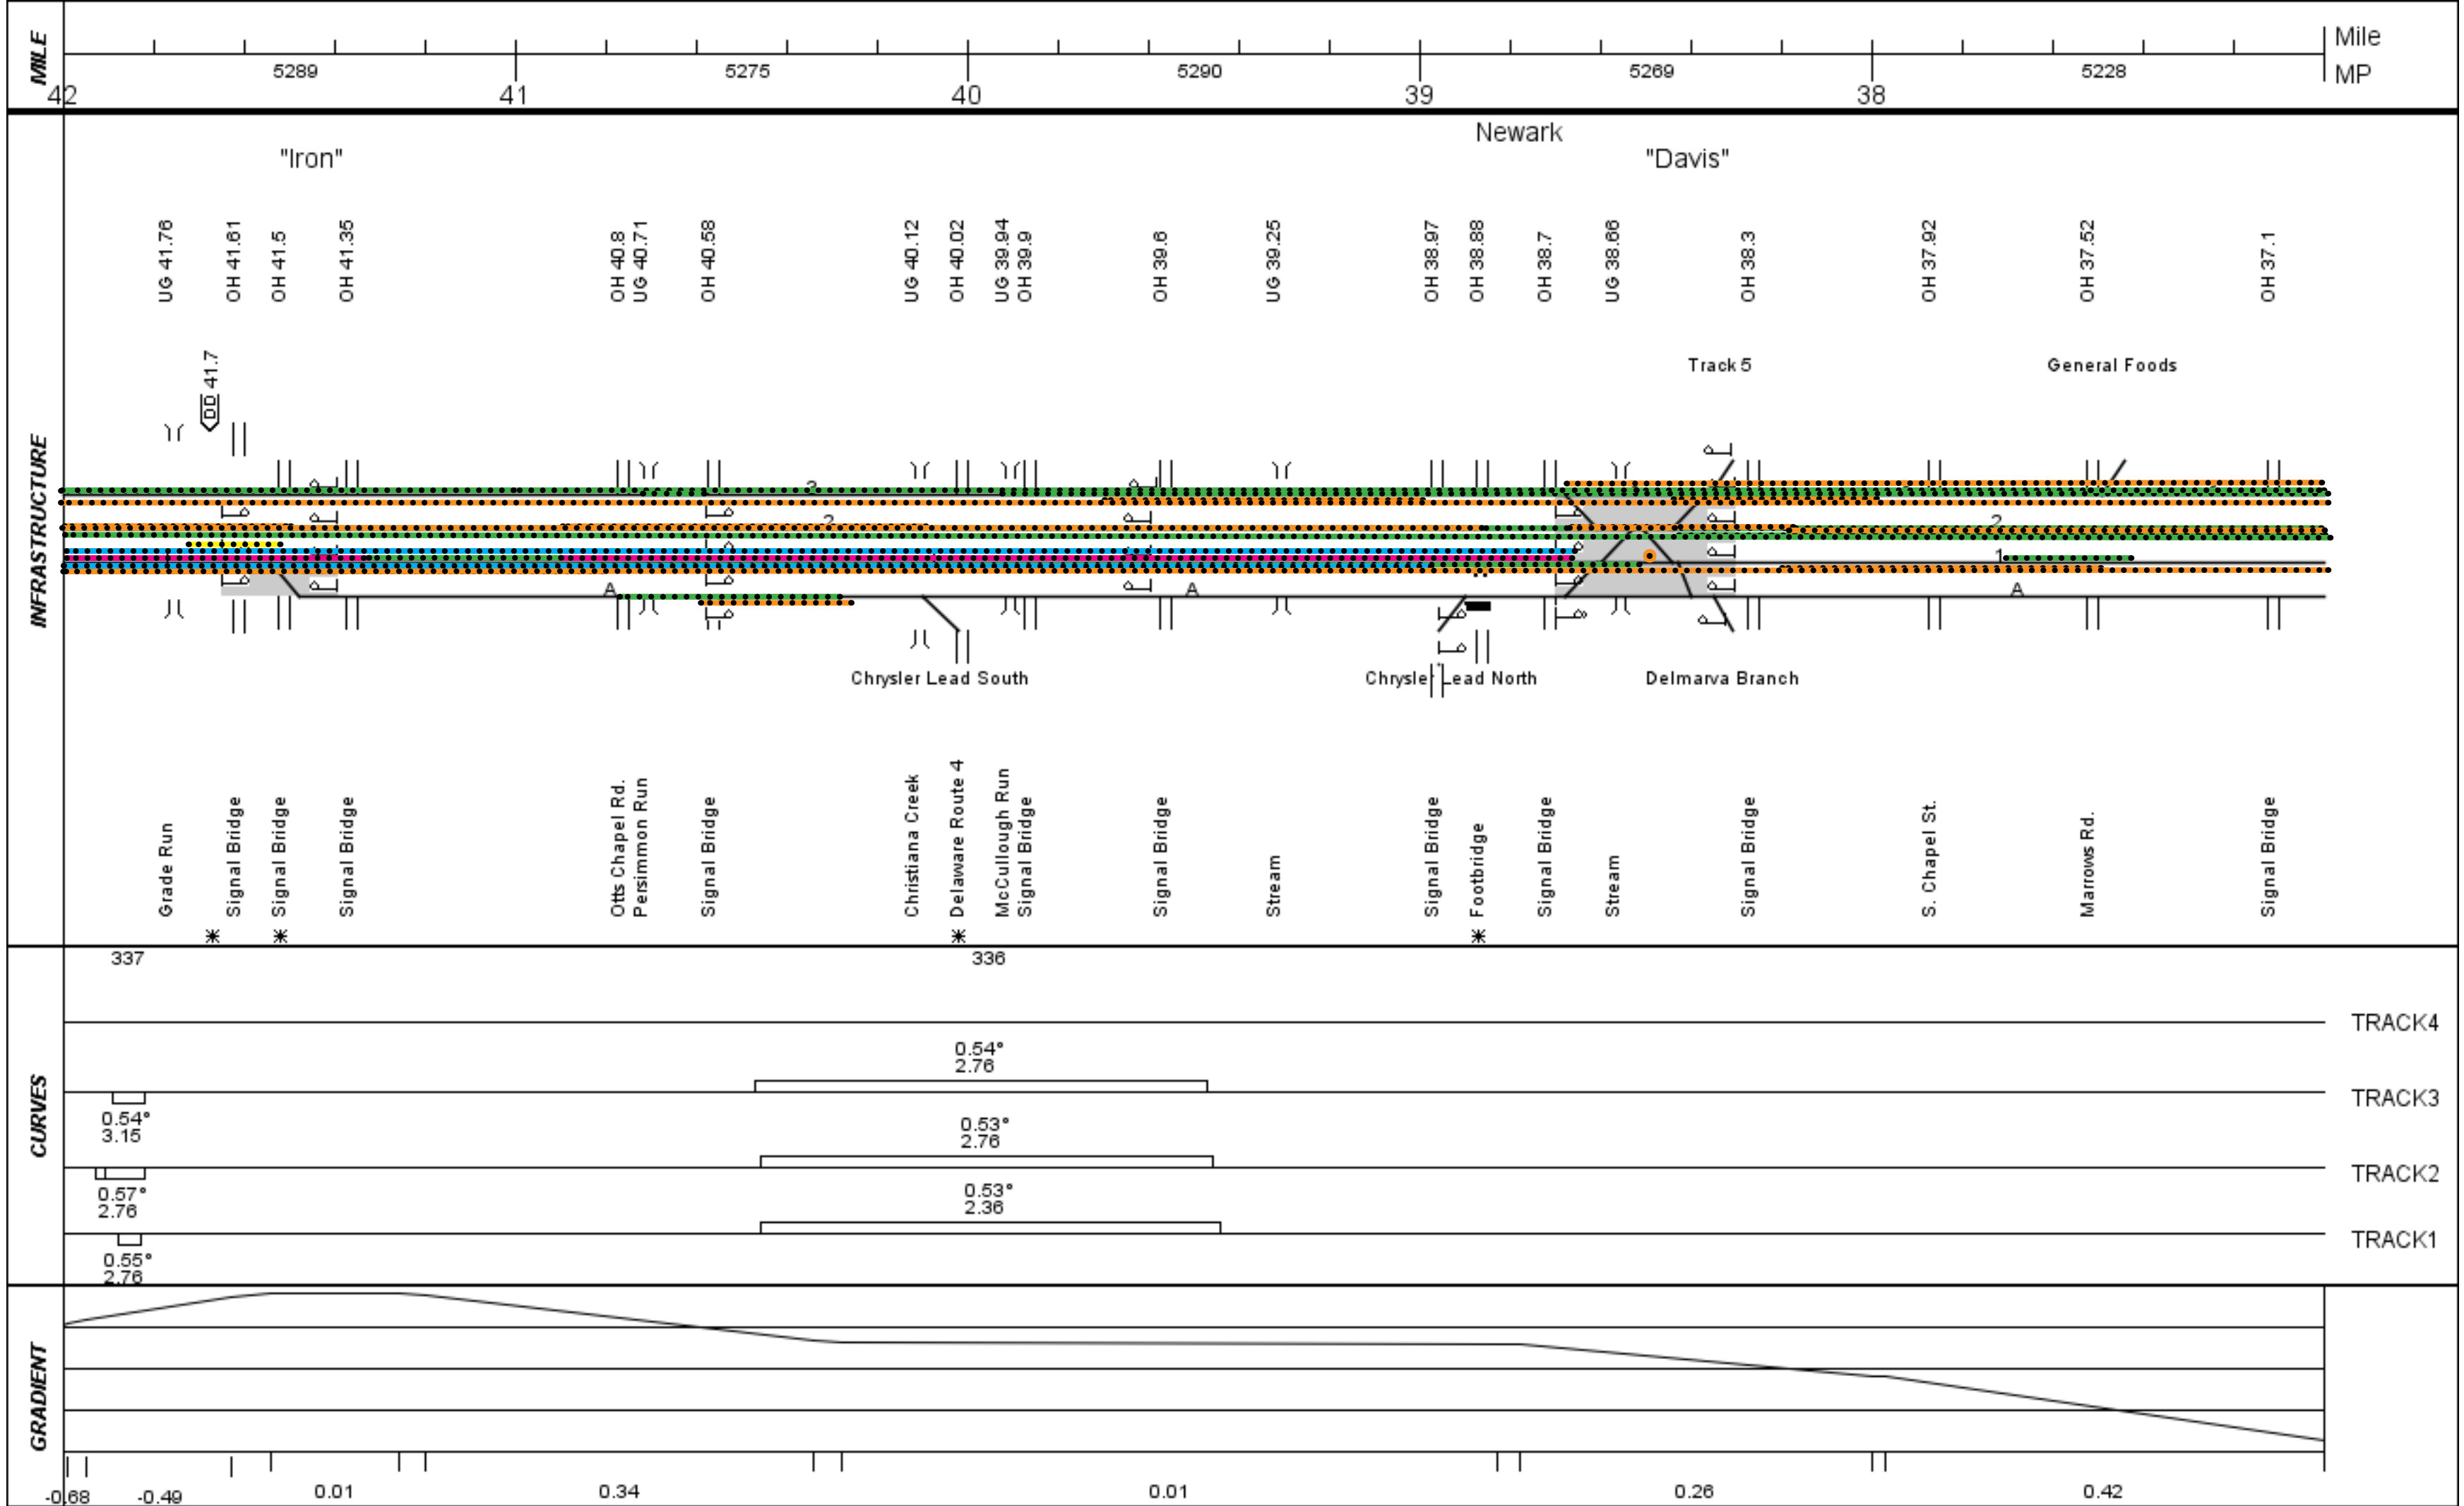 MILE
Mile
5289
5275
5290
5269
5228
MP
42
41
40
39
38
INFRASTRUCTURE
Newark
"Iron"
"Davis"
UG 41.76
OH 41.61
OH 41.5
OH 41.35
OH 40.8
UG 40.71
OH 40.58
UG 40.12
OH 40.02
UG 39.94
OH 39.9
OH 39.6
UG 39.25
OH 38.97
OH 38.88
OH 38.7
UG 38.66
OH 38.3
OH 37.92
OH 37.52
OH 37.1
DD 41.7
Track 5
General Foods
3
2
2
1
A
A
A
Chrysler Lead South
Chrysler Lead North
Delmarva Branch
Grade Run
Signal Bridge
Signal Bridge
Signal Bridge
Otts Chapel Rd.
Persimmon Run
Signal Bridge
Christiana Creek
Delaware Route 4
McCullough Run
Signal Bridge
Signal Bridge
Stream
Signal Bridge
Footbridge
Signal Bridge
Stream
Signal Bridge
S. Chapel St.
Marrows Rd.
Signal Bridge
* * * *
CURVES
337
336
TRACK4
0.54°
2.76
TRACK3
0.54°
3.15
0.53°
2.76
TRACK2
0.57°
2.76
0.53°
2.36
TRACK1
0.55°
2.76
GRADIENT
-0.68
-0.49
0.01
0.34
0.01
0.26
0.42